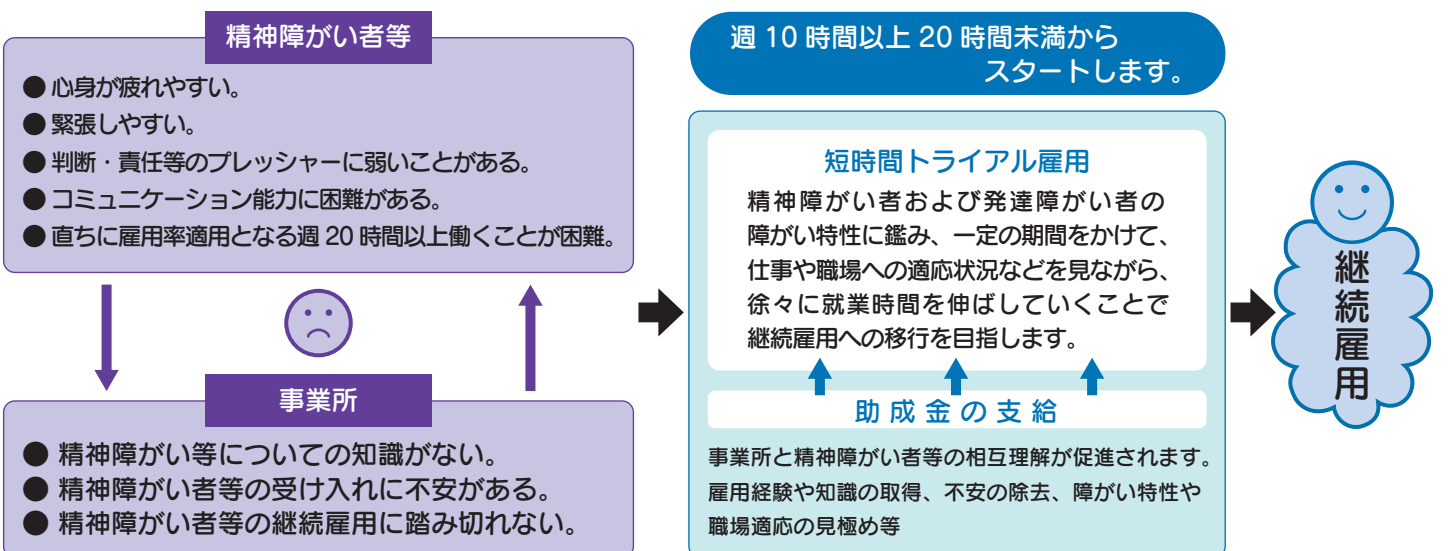 精神障がい者等
● 心身が疲れやすい。
● 緊張しやすい。
● 判断・責任等のプレッシャーに弱いことがある。
● コミュニケーション能力に困難がある。
● 直ちに雇用率適用となる週 20 時間以上働くことが困難。
事業所
● 精神障がい等についての知識がない。
● 精神障がい者等の受け入れに不安がある。
● 精神障がい者等の継続雇用に踏み切れない。
週 10 時間以上 20 時間未満から
スタートします。
短時間トライアル雇用
精神障がい者および発達障がい者の
障がい特性に鑑み、一定の期間をかけて、
仕事や職場への適応状況などを見ながら、
徐々に就業時間を伸ばしていくことで
継続雇用への移行を目指します。
助成金の支給
事業所と精神障がい者等の相互理解が促進されます。
雇用経験や知識の取得、不安の除去、障がい特性や
職場適応の見極め等
継続雇用